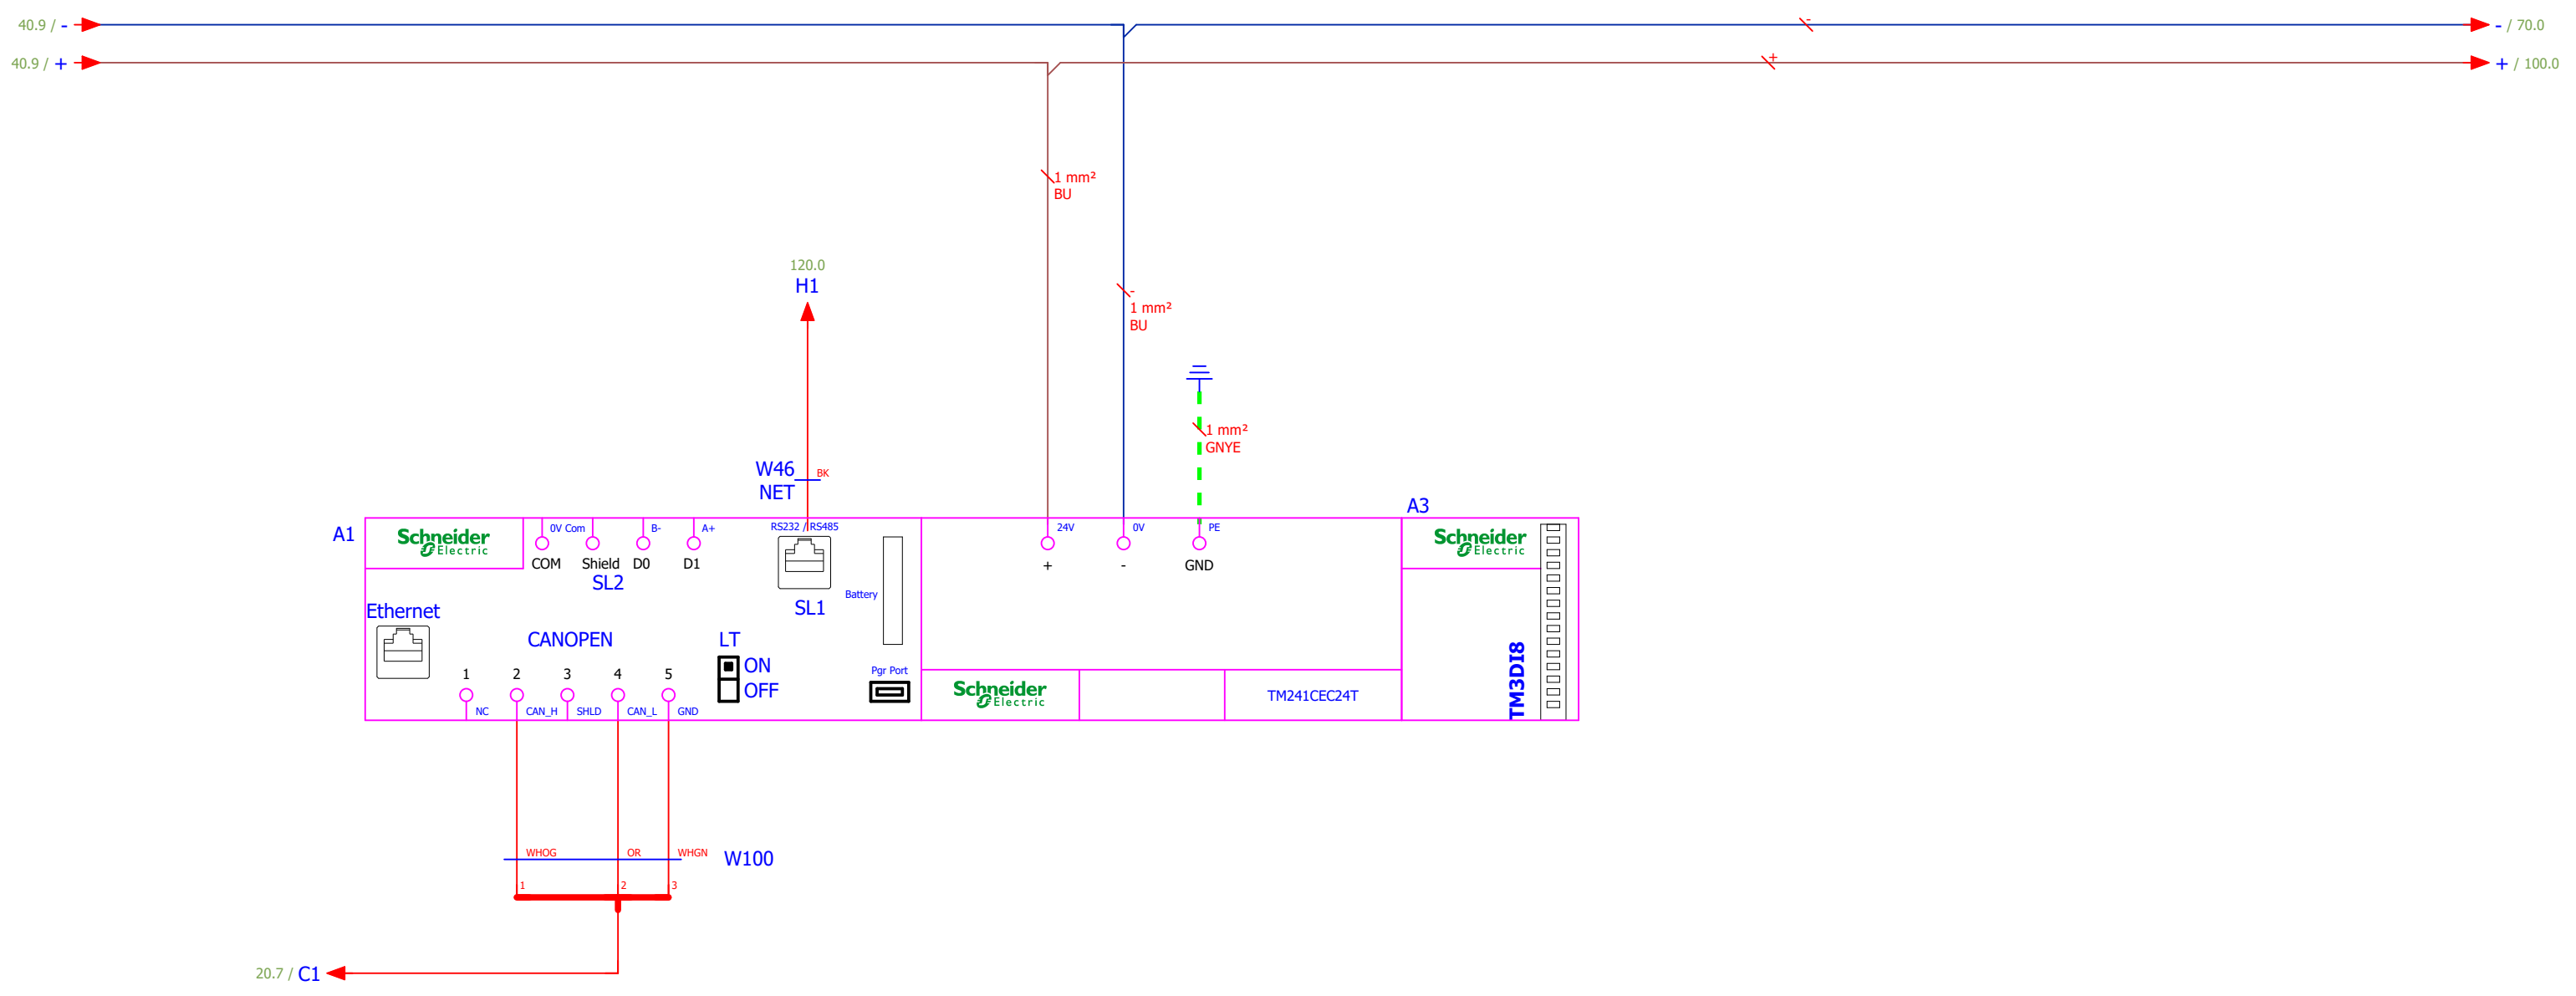 40.9 / -
- / 70.0
-
40.9 / +
+ / 100.0
+
1 mm²
BU
120.0
H1
-
1 mm²
BU
1 mm²
GNYE
W46
NET
BK
A3
A1
Schneider
Electric
0V Com
B-
A+
RS232 / RS485
24V
0V
PE
Schneider
Electric
COM
Shield
D0
D1
+
-
GND
SL2
SL1
Battery
Ethernet
CANOPEN
LT
ON
OFF
1
2
3
4
5
NC
CAN_H
SHLD
CAN_L
GND
Pgr Port
Schneider
Electric
TM241CEC24T
TM3DI8
WHOG
OR
WHGN
W100
1
2
3
20.7 / C1